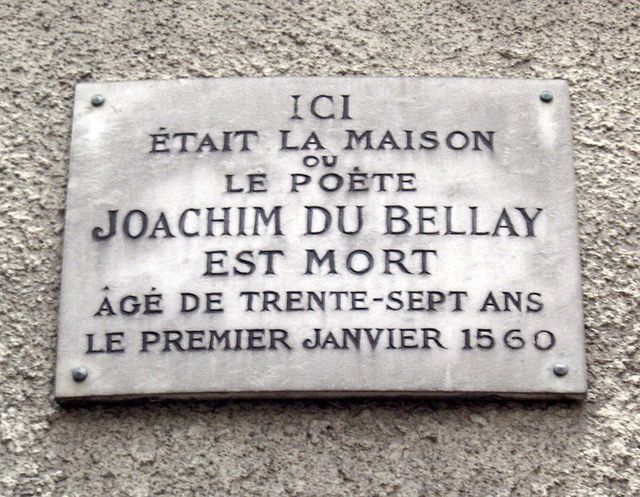 ICI
ÉTAIT LA MAISON
OU
LE POÈTE
JOACHIM DU BELLAY
EST MORT
ÂGÉ DE TRENTE-SEPT ANS
LE PREMIER JANVIER 1560